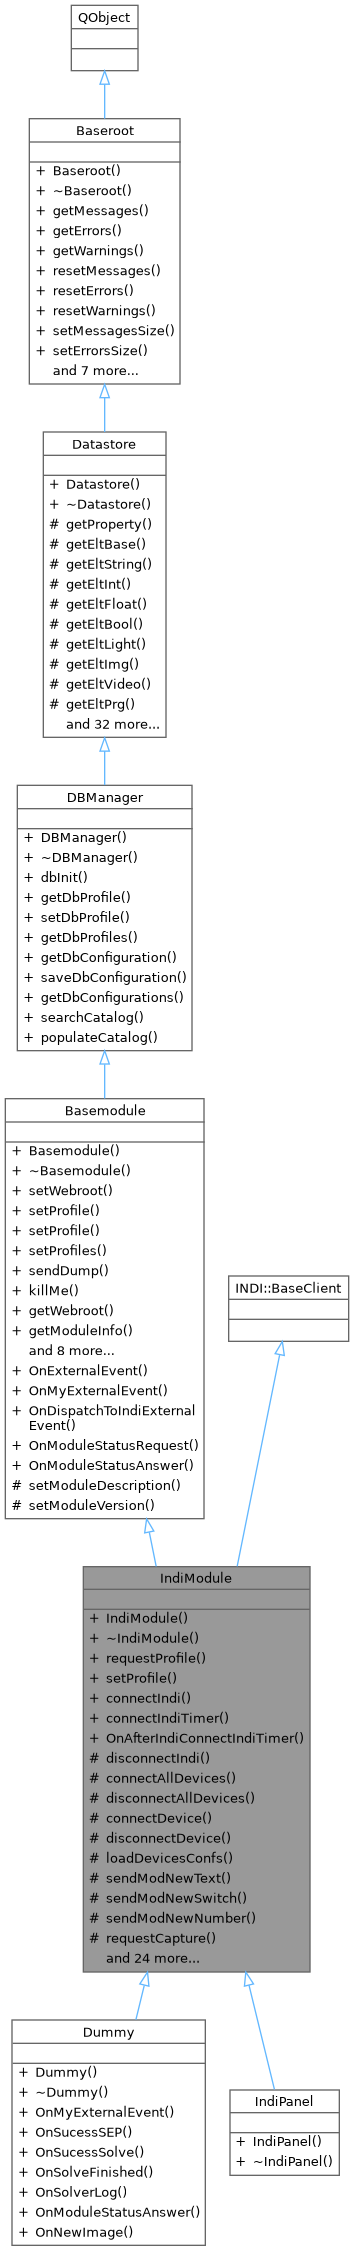 QObject
Baseroot
+ Baseroot()
+ ~Baseroot()
+ getMessages()
+ getErrors()
+ getWarnings()
+ resetMessages()
+ resetErrors()
+ resetWarnings()
+ setMessagesSize()
+ setErrorsSize()
and 7 more...
Datastore
+ Datastore()
+ ~Datastore()
# getProperty()
# getEltBase()
# getEltString()
# getEltInt()
# getEltFloat()
# getEltBool()
# getEltLight()
# getEltImg()
# getEltVideo()
# getEltPrg()
and 32 more...
DBManager
+ DBManager()
+ ~DBManager()
+ dbInit()
+ getDbProfile()
+ setDbProfile()
+ getDbProfiles()
+ getDbConfiguration()
+ saveDbConfiguration()
+ getDbConfigurations()
+ searchCatalog()
+ populateCatalog()
Basemodule
+ Basemodule()
+ ~Basemodule()
+ setWebroot()
+ setProfile()
+ setProfile()
+ setProfiles()
+ sendDump()
+ killMe()
+ getWebroot()
+ getModuleInfo()
and 8 more...
+ OnExternalEvent()
+ OnMyExternalEvent()
+ OnDispatchToIndiExternal
Event()
+ OnModuleStatusRequest()
+ OnModuleStatusAnswer()
# setModuleDescription()
# setModuleVersion()
INDI::BaseClient
IndiModule
+ IndiModule()
+ ~IndiModule()
+ requestProfile()
+ setProfile()
+ connectIndi()
+ connectIndiTimer()
+ OnAfterIndiConnectIndiTimer()
# disconnectIndi()
# connectAllDevices()
# disconnectAllDevices()
# connectDevice()
# disconnectDevice()
# loadDevicesConfs()
# sendModNewText()
# sendModNewSwitch()
# sendModNewNumber()
# requestCapture()
and 24 more...
Dummy
+ Dummy()
+ ~Dummy()
+ OnMyExternalEvent()
+ OnSucessSEP()
+ OnSucessSolve()
+ OnSolveFinished()
+ OnSolverLog()
+ OnModuleStatusAnswer()
+ OnNewImage()
IndiPanel
+ IndiPanel()
+ ~IndiPanel()